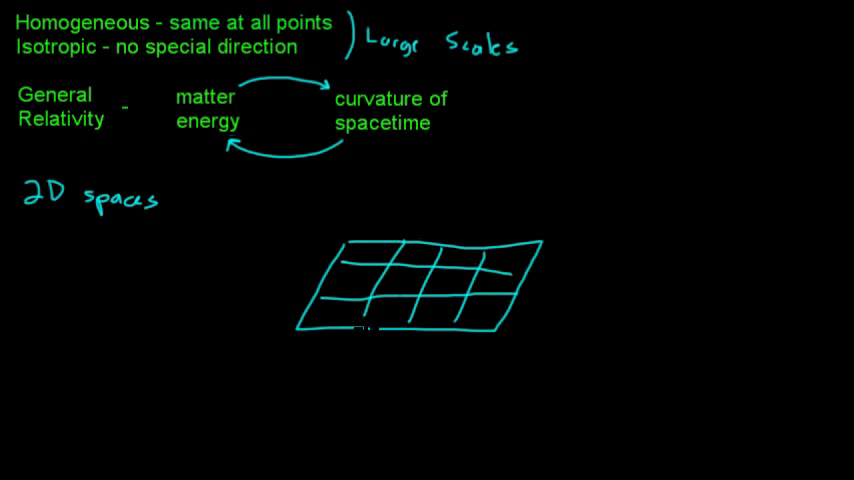 Homogeneous - same at all points
Isotropic - no special direction
Large Scales
General Relativity - matter energy
curvature of spacetime
2D spaces